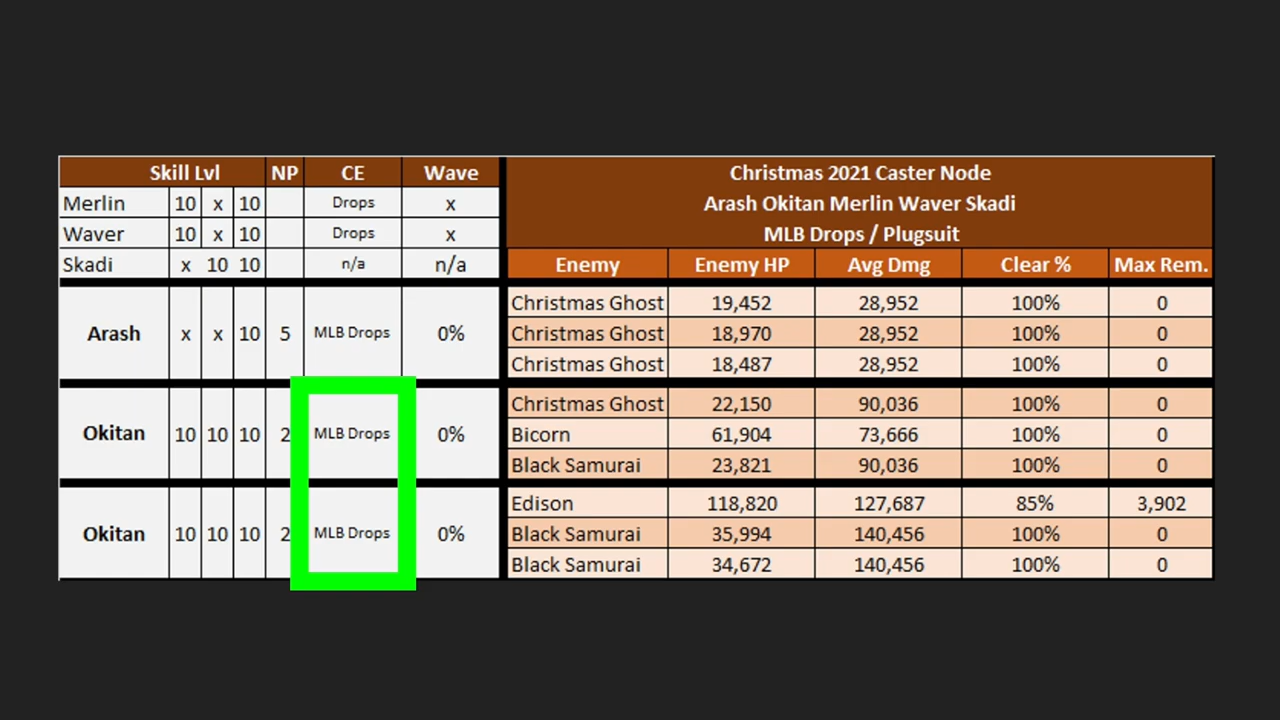 Skill Lvl NP CE Wave
Christmas 2021 Caster Node
Merlin 10 x 10 Drops x
Arash Okitan Merlin Waver Skadi
Waver 10 x 10 Drops x
MLB Drops / Plugsuit
Skadi x 10 10 n/a n/a
Enemy Enemy HP Avg Dmg Clear % Max Rem.
Christmas Ghost 19,452 28,952 100% 0
Arash x x 10 5 MLB Drops 0%
Christmas Ghost 18,970 28,952 100% 0
Christmas Ghost 18,487 28,952 100% 0
Christmas Ghost 22,150 90,036 100% 0
Okitan 10 10 10 2 MLB Drops 0%
Bicorn 61,904 73,666 100% 0
Black Samurai 23,821 90,036 100% 0
Edison 118,820 127,687 85% 3,902
Okitan 10 10 10 2 MLB Drops 0%
Black Samurai 35,994 140,456 100% 0
Black Samurai 34,672 140,456 100% 0